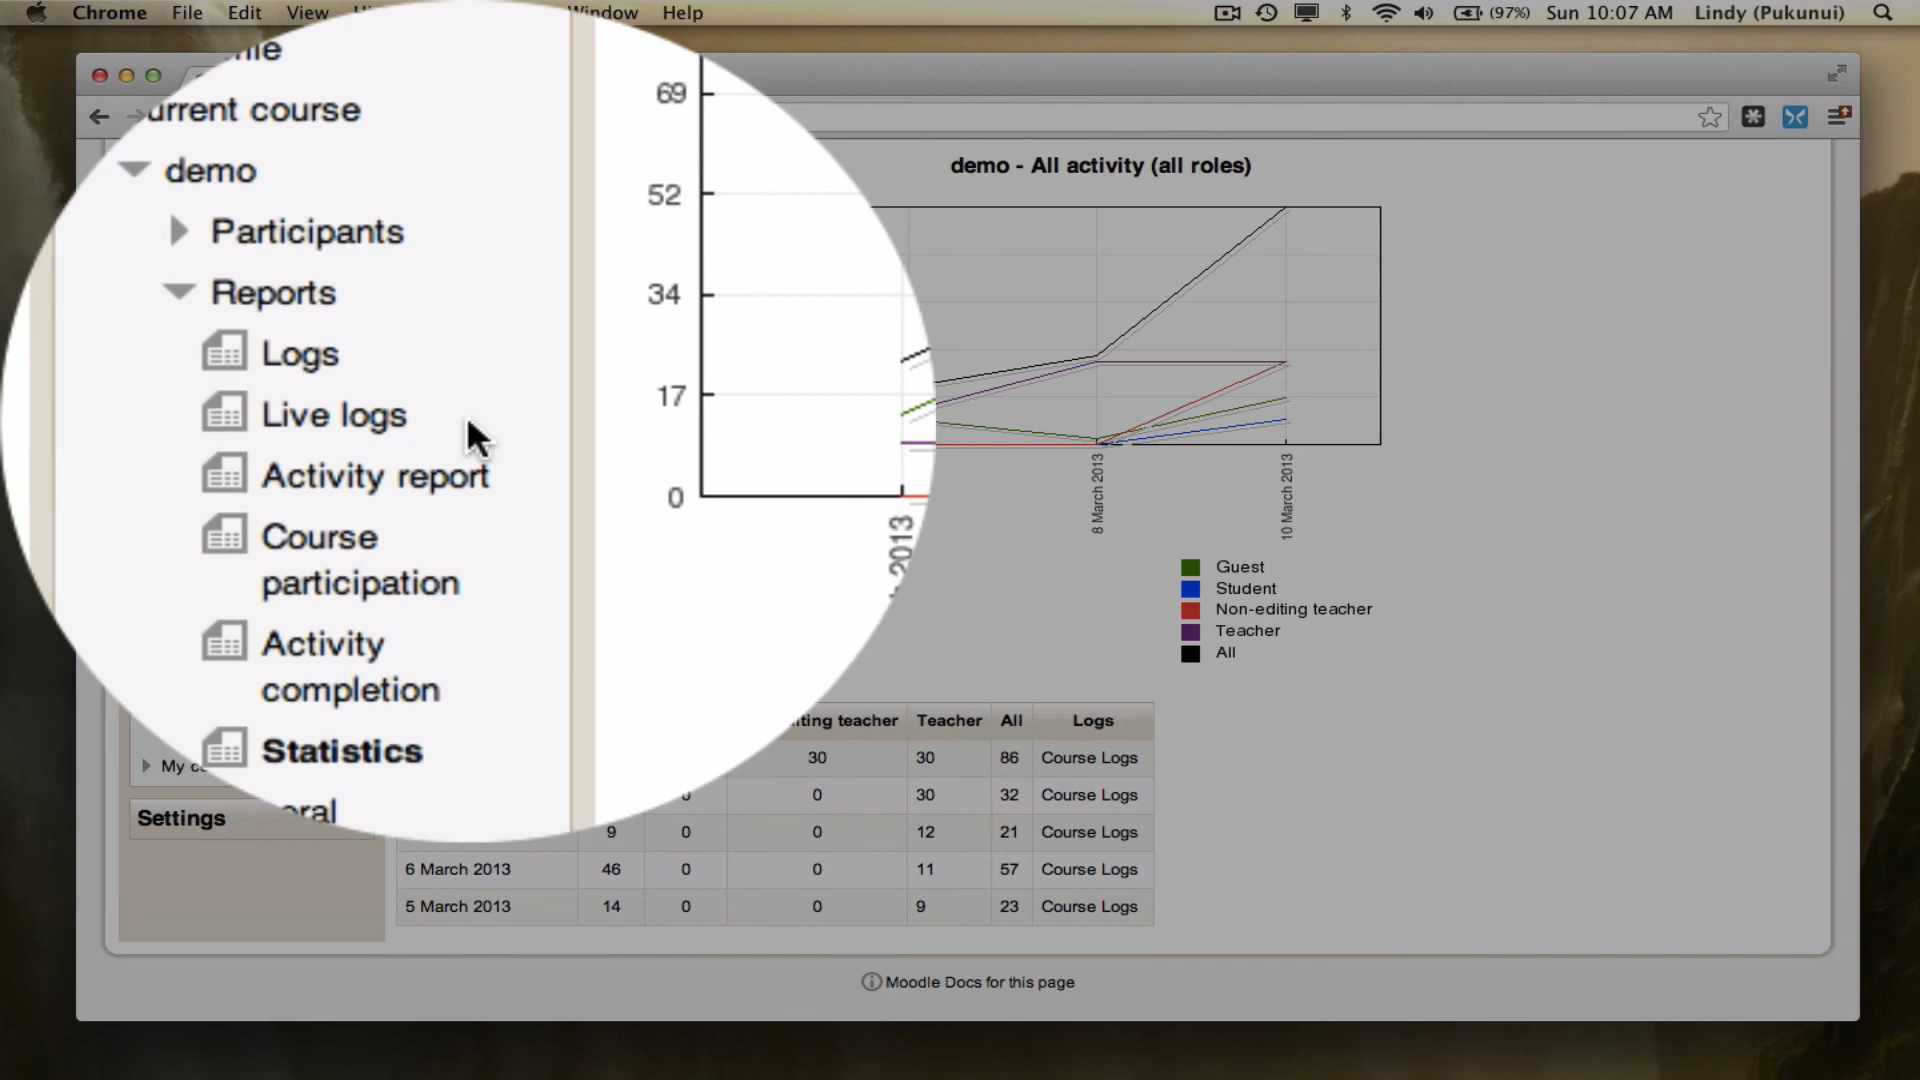 Chrome File Edit View Window Help (97%) Sun 10:07 AM Lindy (Pukunui)
demo - All activity (all roles)
demo
Participants
Reports
Logs
Live logs
Activity report
Course
participation
Activity
completion
Statistics
Settings
69
52
34
17
0
2013
8 March 2013
10 March 2013
Guest
Student
Non-editing teacher
Teacher
All
teacher Teacher All Logs
30 30 86 Course Logs
0 30 32 Course Logs
9 0 0 12 21 Course Logs
6 March 2013 46 0 0 11 57 Course Logs
5 March 2013 14 0 0 9 23 Course Logs
Moodle Docs for this page